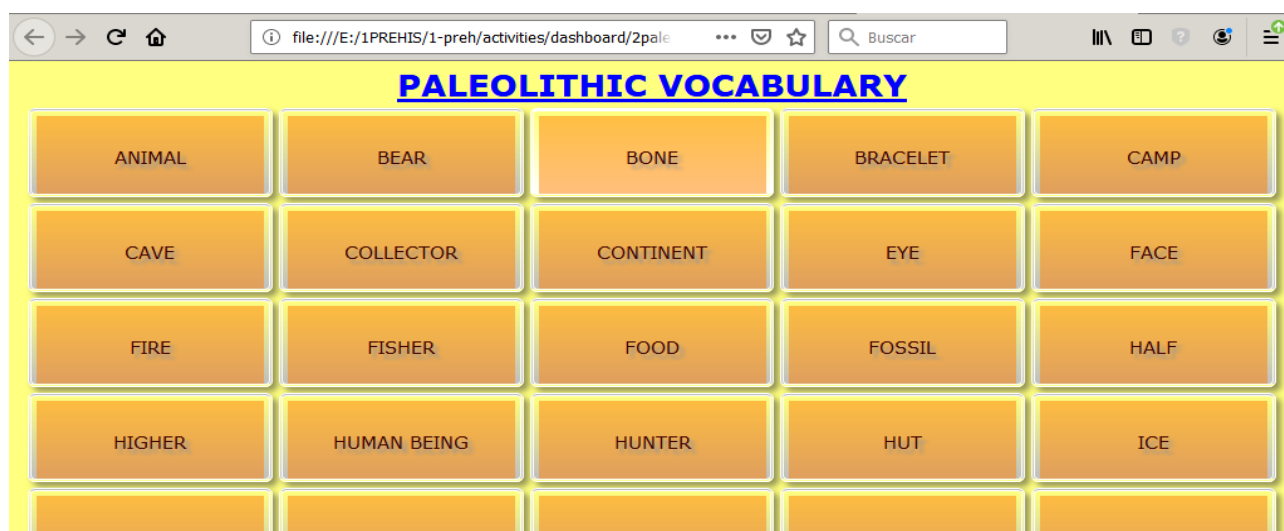 file:///E:/1PREHIS/1-preh/activities/dashboard/2pale Buscar
PALEOLITHIC VOCABULARY
ANIMAL BEAR BONE BRACELET CAMP
CAVE COLLECTOR CONTINENT EYE FACE
FIRE FISHER FOOD FOSSIL HALF
HIGHER HUMAN BEING HUNTER HUT ICE